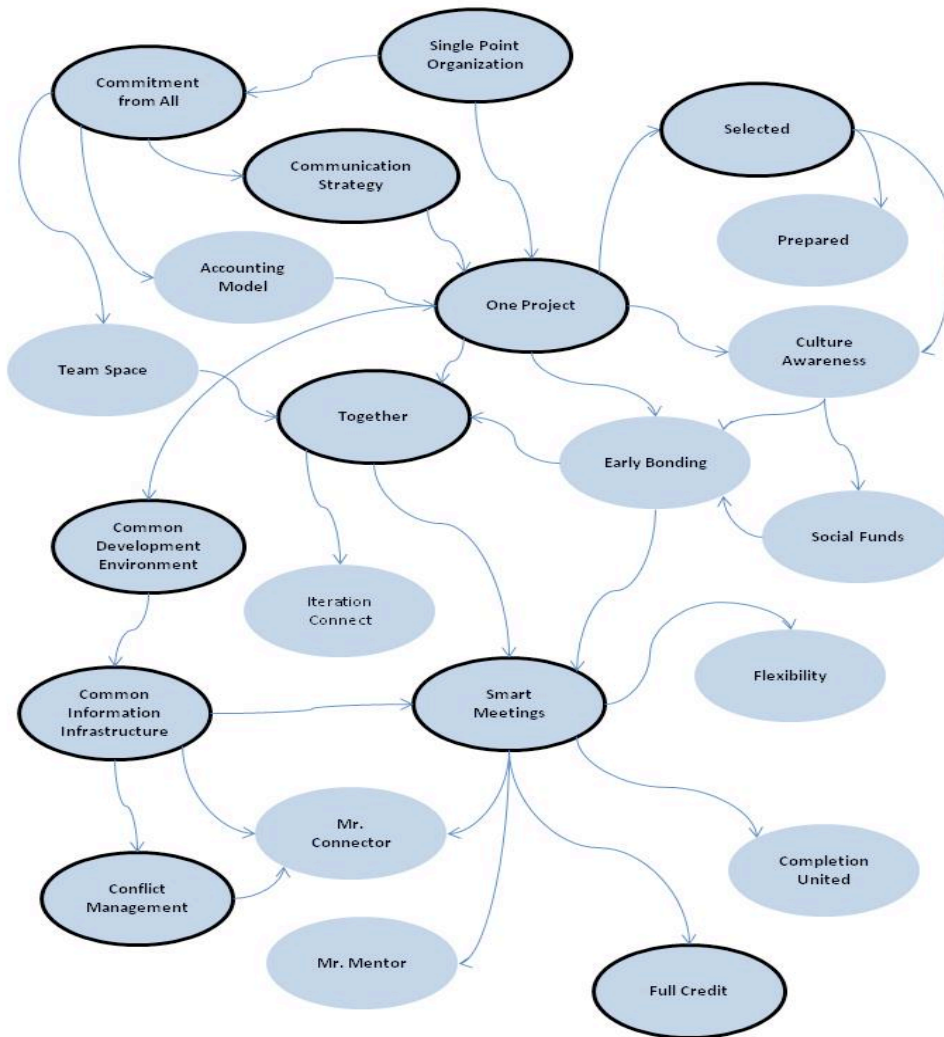 Single Point
Organization
Commitment
from All
Selected
Communication
Strategy
Prepared
Accounting
Model
One Project
Culture
Awareness
Team Space
Together
Early Bonding
Common
Development
Environment
Social Funds
Iteration
Connect
Flexibility
Common
Information
Infrastructure
Smart
Meetings
Mr.
Connector
Completion
United
Conflict
Management
Mr. Mentor
Full Credit